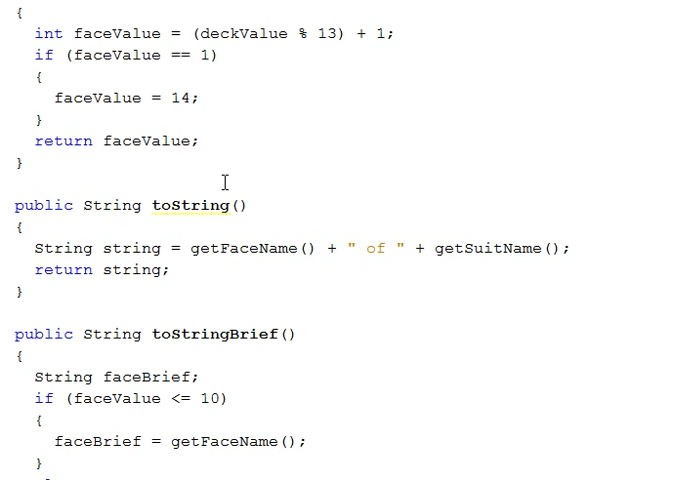 {
int faceValue = (deckValue % 13) + 1;
if (faceValue == 1)
{
faceValue = 14;
}
return faceValue;
}
public String toString()
{
String string = getFaceName() + " of " + getSuitName();
return string;
}
public String toStringBrief()
{
String faceBrief;
if (faceValue <= 10)
{
faceBrief = getFaceName();
}